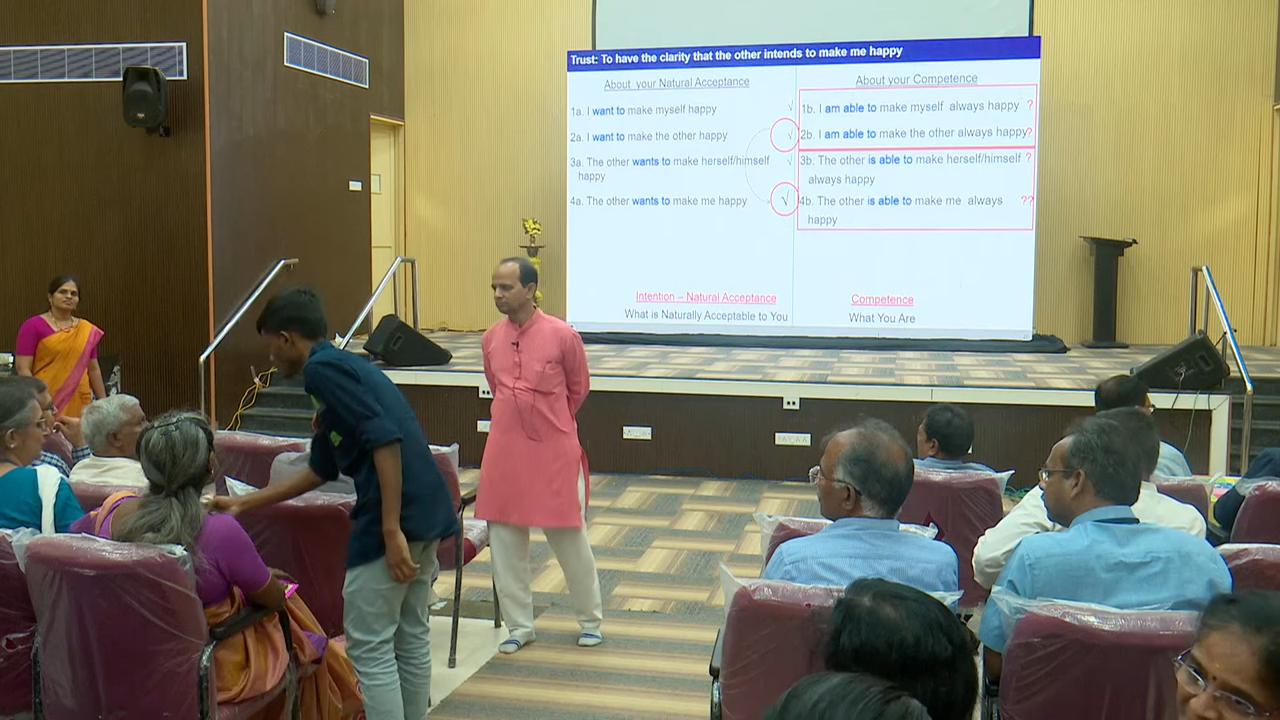 Trust: To have the clarity that the other intends to make me happy
About your Natural Acceptance
1a. I want to make myself happy √
2a. I want to make the other happy √
3a. The other wants to make herself/himself √
happy
4a. The other wants to make me happy √
Intention – Natural Acceptance
What is Naturally Acceptable to You
About your Competence
1b. I am able to make myself always happy ?
2b. I am able to make the other always happy?
3b. The other is able to make herself/himself ?
always happy
4b. The other is able to make me always ??
happy
Competence
What You Are